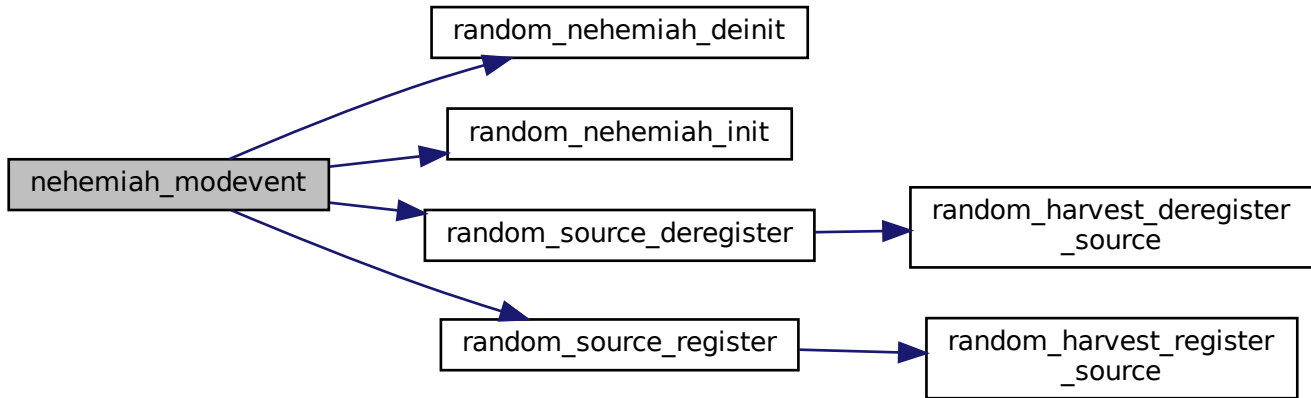 random_nehemiah_deinit
random_nehemiah_init
nehemiah_modevent
random_source_deregister
random_harvest_deregister
_source
random_source_register
random_harvest_register
_source